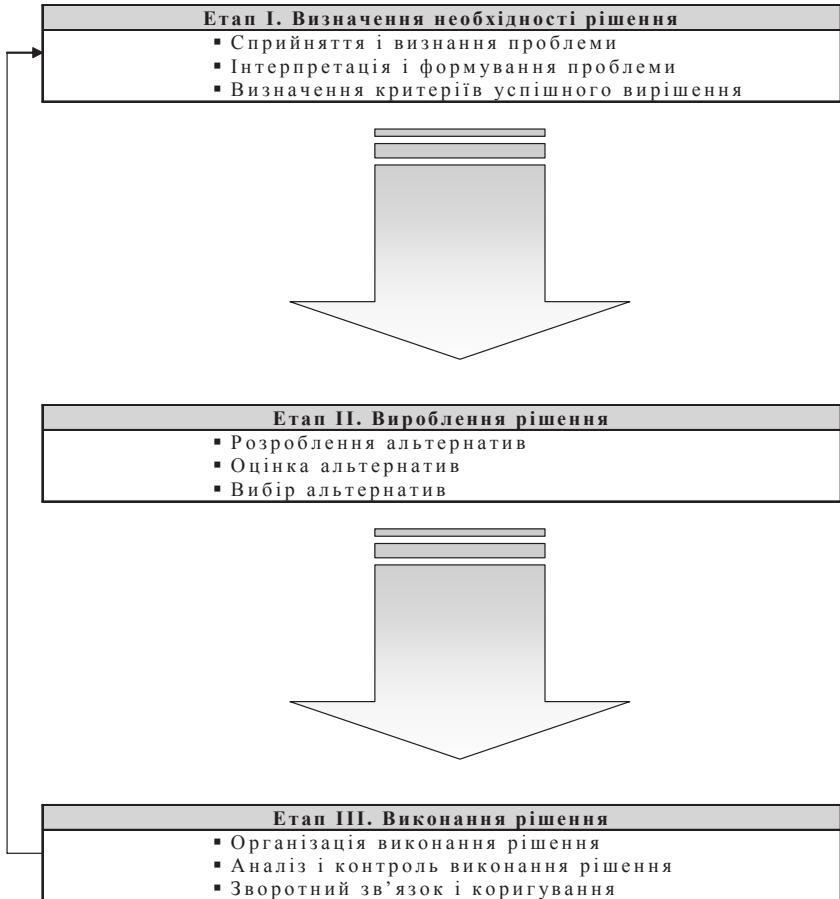 Етап I. Визначення необхідності рішення
▪ Сприйняття і визнання проблеми
▪ Інтерпретація і формування проблеми
▪ Визначення критеріїв успішного вирішення
Етап II. Вироблення рішення
▪ Розроблення альтернатив
▪ Оцінка альтернатив
▪ Вибір альтернатив
Етап III. Виконання рішення
▪ Організація виконання рішення
▪ Аналіз і контроль виконання рішення
▪ Зворотний зв’язок і коригування